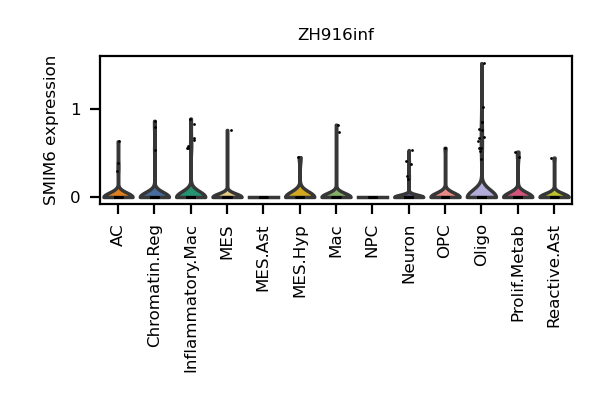 ZH916inf
SMIM6 expression
1
0
AC
Chromatin.Reg
Inflammatory.Mac
MES
MES.Ast
MES.Hyp
Mac
NPC
Neuron
OPC
Oligo
Prolif.Metab
Reactive.Ast